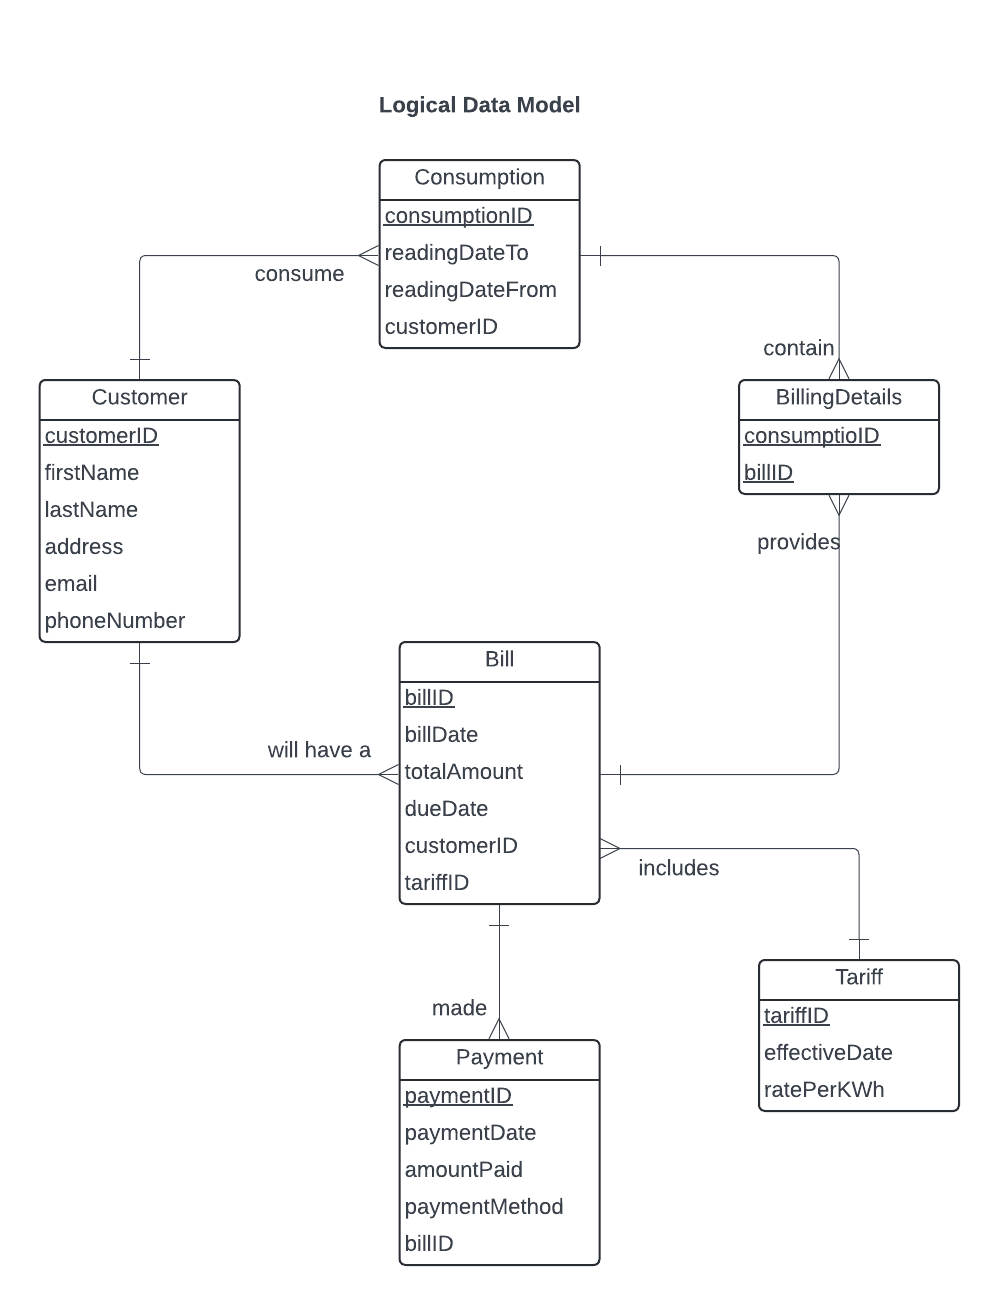 Logical Data Model
Consumption
consumptionID
readingDateTo
readingDateFrom
customerID
consume
contain
Customer
customerID
firstName
lastName
address
email
phoneNumber
BillingDetails
consumptioID
billID
provides
will have a
Bill
billID
billDate
totalAmount
dueDate
customerID
tariffID
includes
made
Tariff
tariffID
effectiveDate
ratePerKWh
Payment
paymentID
paymentDate
amountPaid
paymentMethod
billID